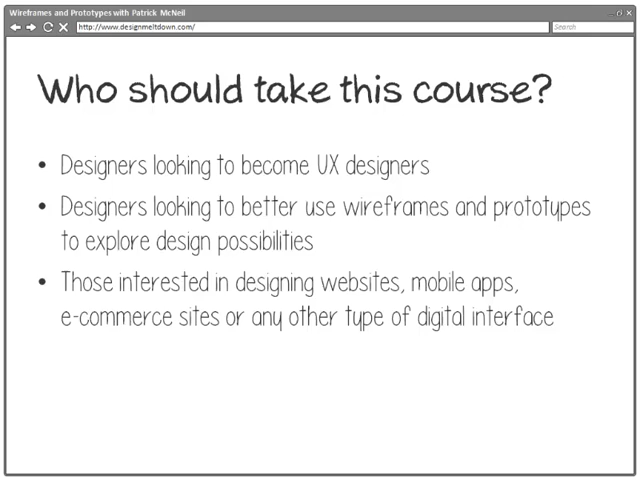 Wireframes and Prototypes with Patrick McNeil
http://www.designmeltdown.com/
Search
Who should take this course?
• Designers looking to become UX designers
• Designers looking to better use wireframes and prototypes
to explore design possibilities
• Those interested in designing websites, mobile apps,
e-commerce sites or any other type of digital interface